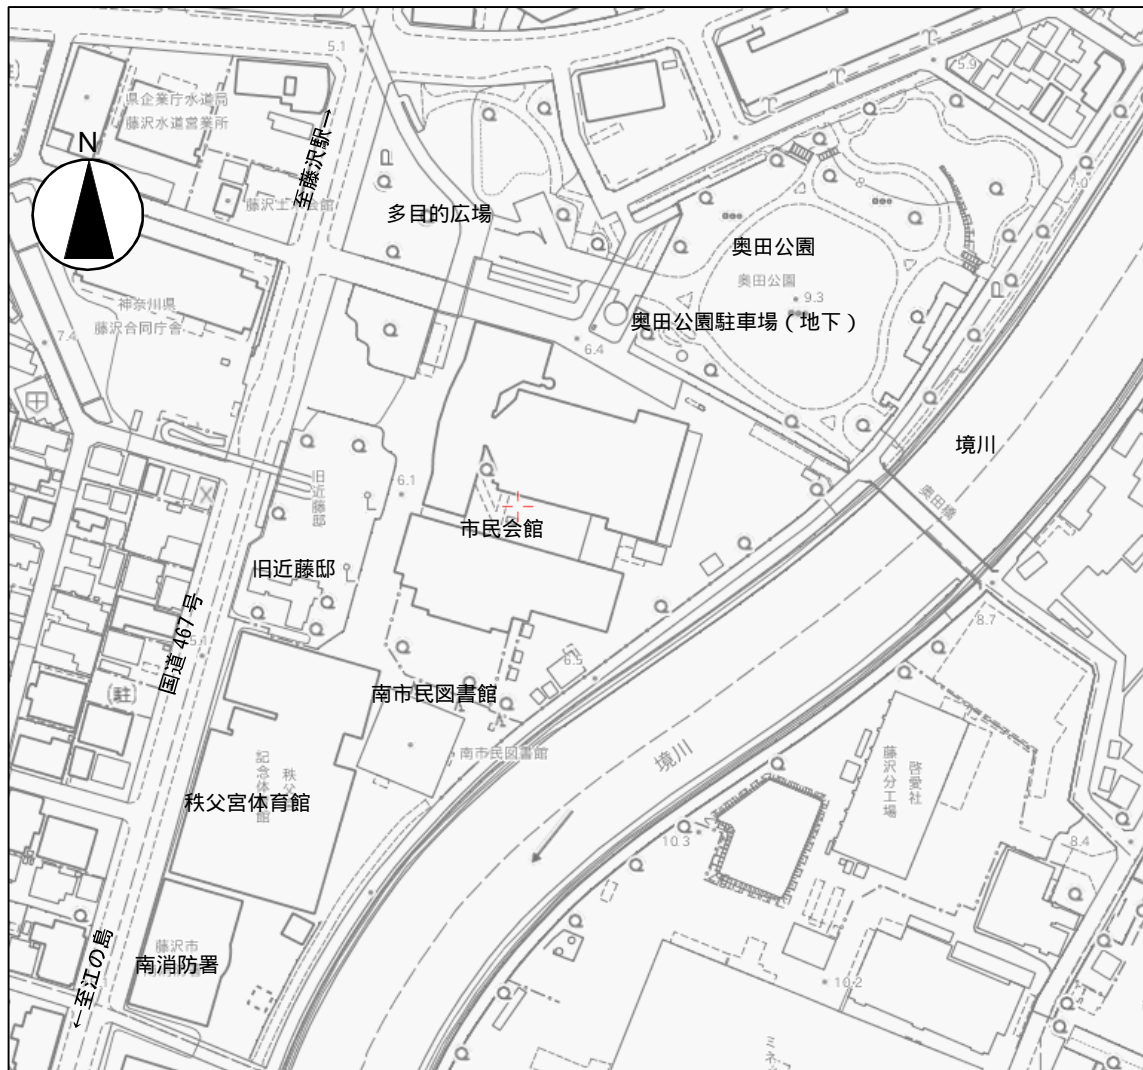 5.1
5.9
県企業庁水道局
藤沢水道営業所
N
至藤沢駅→
7.0
8
多目的広場
奥田公園
奥田公園
9.3
神奈川県
藤沢合同庁舎
奥田公園駐車場(地下)
7.4
6.4
境川
旧近藤邸
6.1
奥田橋
市民会館
旧近藤邸
国道 467 号
5.1
8.7
6.5
(駐)
南市民図書館
南市民図書館
境川
秩父宮体育館
藤沢分工場
啓愛社
10.3
8.4
藤沢市
南消防署
←至江の島
10.2
ミネ